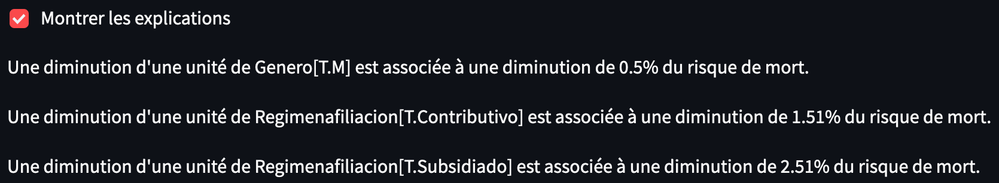 Montrer les explications
Une diminution d'une unité de Genero[T.M] est associée à une diminution de 0.5% du risque de mort.
Une diminution d'une unité de Regimenafiliacion[T.Contributivo] est associée à une diminution de 1.51% du risque de mort.
Une diminution d'une unité de Regimenafiliacion[T.Subsidiado] est associée à une diminution de 2.51% du risque de mort.